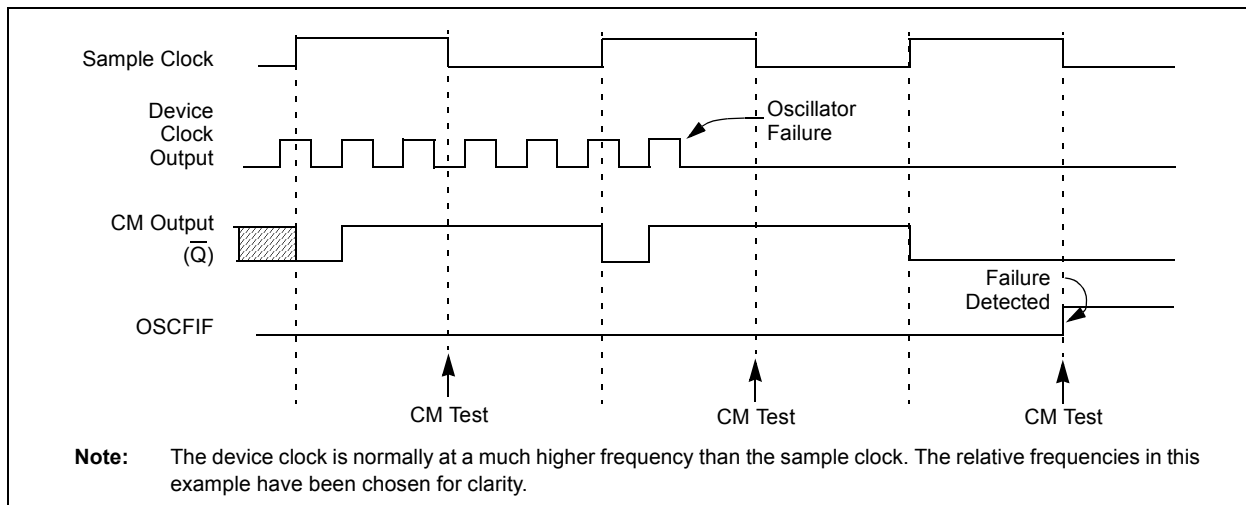 Sample Clock
Device
Clock
Output
Oscillator
Failure
CM Output
(Q̅)
Failure
Detected
OSCFIF
CM Test
CM Test
CM Test
Note: The device clock is normally at a much higher frequency than the sample clock. The relative frequencies in this
example have been chosen for clarity.